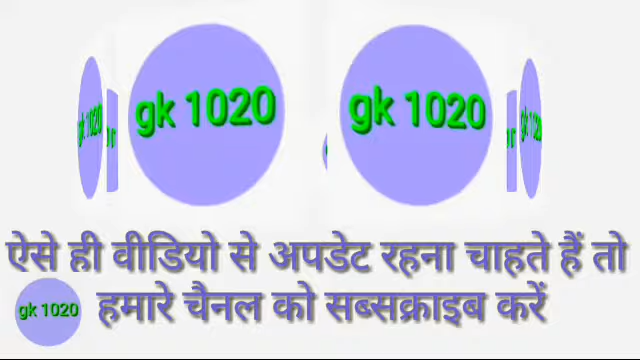 gk 1020 gk 1020
ऐसे ही वीडियो से अपडेट रहना चाहते हैं तो
हमारे चैनल को सब्सक्राइब करें
gk 1020